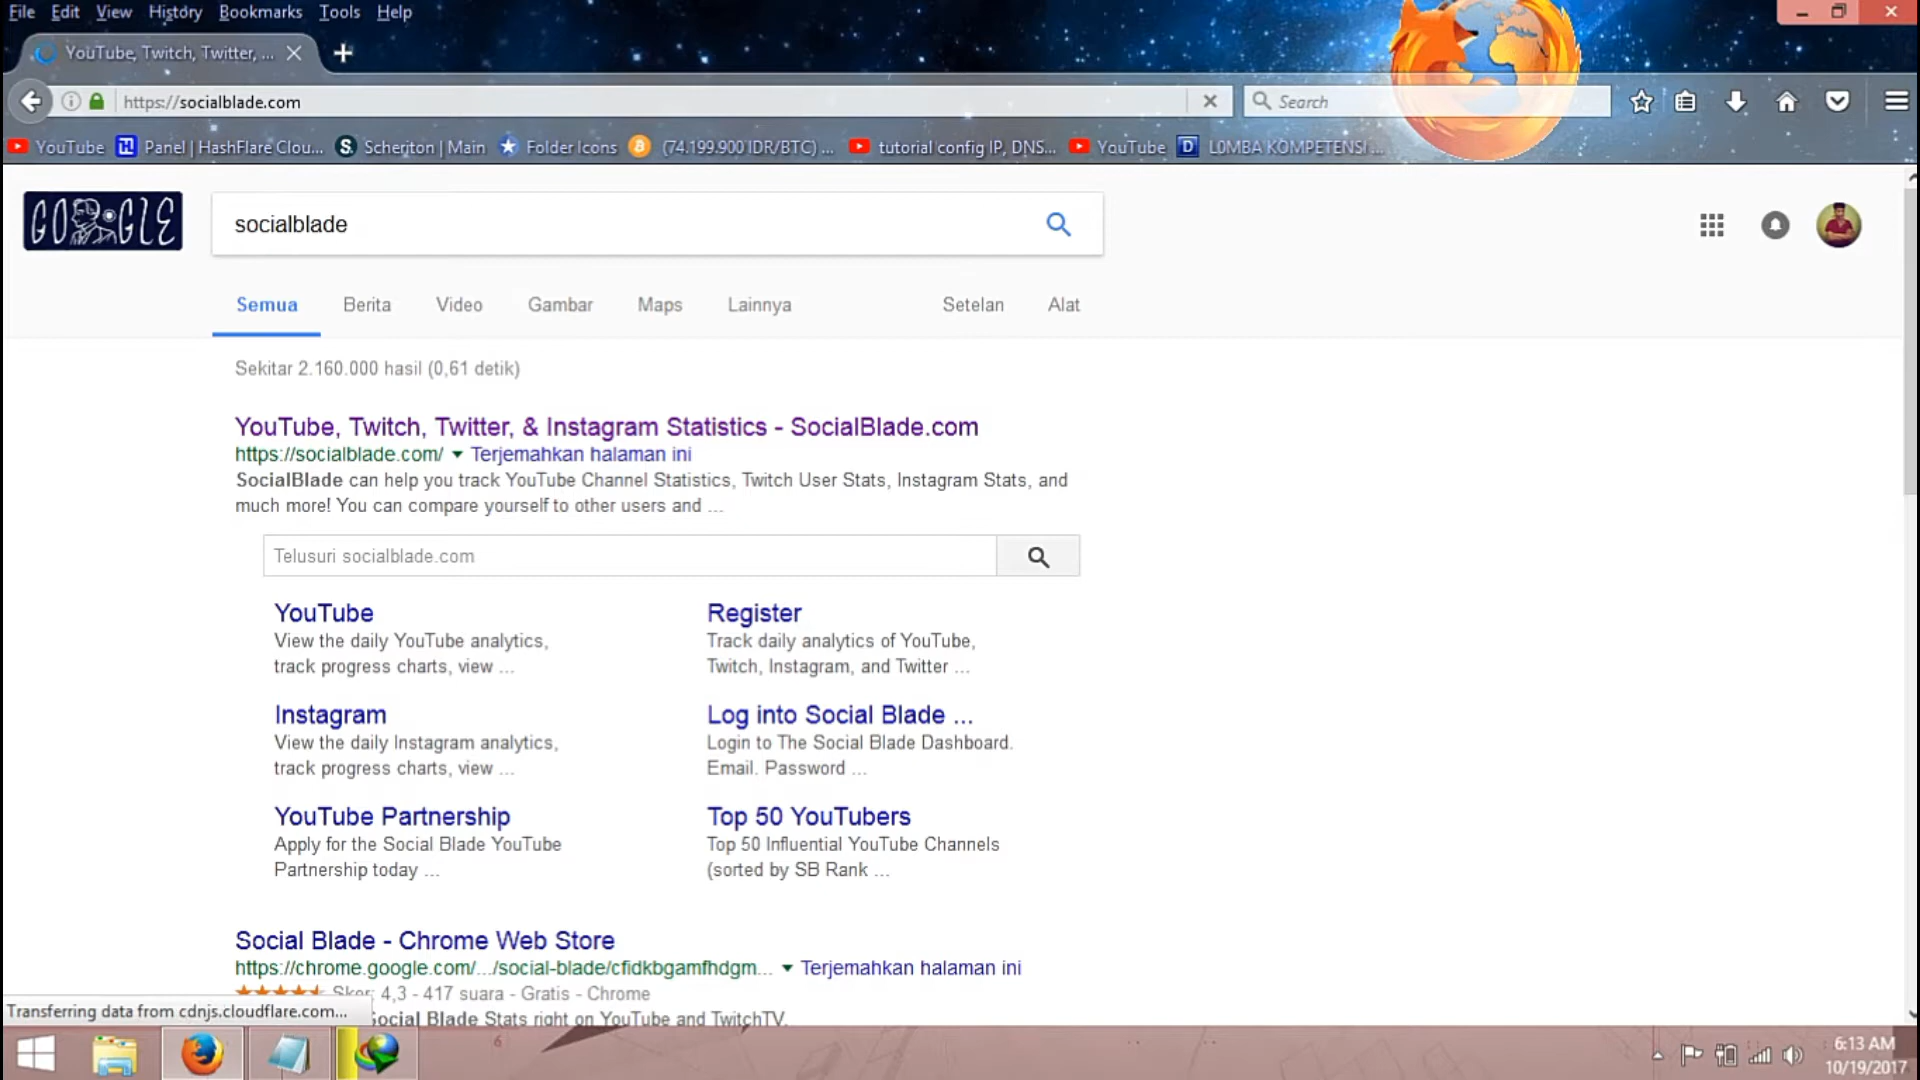 File Edit View History Bookmarks Tools Help
YouTube, Twitch, Twitter, ...
https://socialblade.com
Search
YouTube Panel | HashFlare Clou... Scherjton | Main Folder Icons (74.199.900 IDR/BTC) ... tutorial config IP, DNS... YouTube LOMBA KOMPETENSI ...
GOOGLE
socialblade
Semua Berita Video Gambar Maps Lainnya Setelan Alat
Sekitar 2.160.000 hasil (0,61 detik)
YouTube, Twitch, Twitter, & Instagram Statistics - SocialBlade.com
https://socialblade.com/ Terjemahkan halaman ini
SocialBlade can help you track YouTube Channel Statistics, Twitch User Stats, Instagram Stats, and
much more! You can compare yourself to other users and ...
Telusuri socialblade.com
YouTube
View the daily YouTube analytics,
track progress charts, view ...
Register
Track daily analytics of YouTube,
Twitch, Instagram, and Twitter ...
Instagram
View the daily Instagram analytics,
track progress charts, view ...
Log into Social Blade ...
Login to The Social Blade Dashboard.
Email. Password ...
YouTube Partnership
Apply for the Social Blade YouTube
Partnership today ...
Top 50 YouTubers
Top 50 Influential YouTube Channels
(sorted by SB Rank ...
Social Blade - Chrome Web Store
https://chrome.google.com/.../social-blade/cfidkbgamfhdgm... Terjemahkan halaman ini
Skor: 4,3 - 417 suara - Gratis - Chrome
Social Blade Stats right on YouTube and TwitchTV.
Transferring data from cdnjs.cloudflare.com...
6:13 AM
10/19/2017